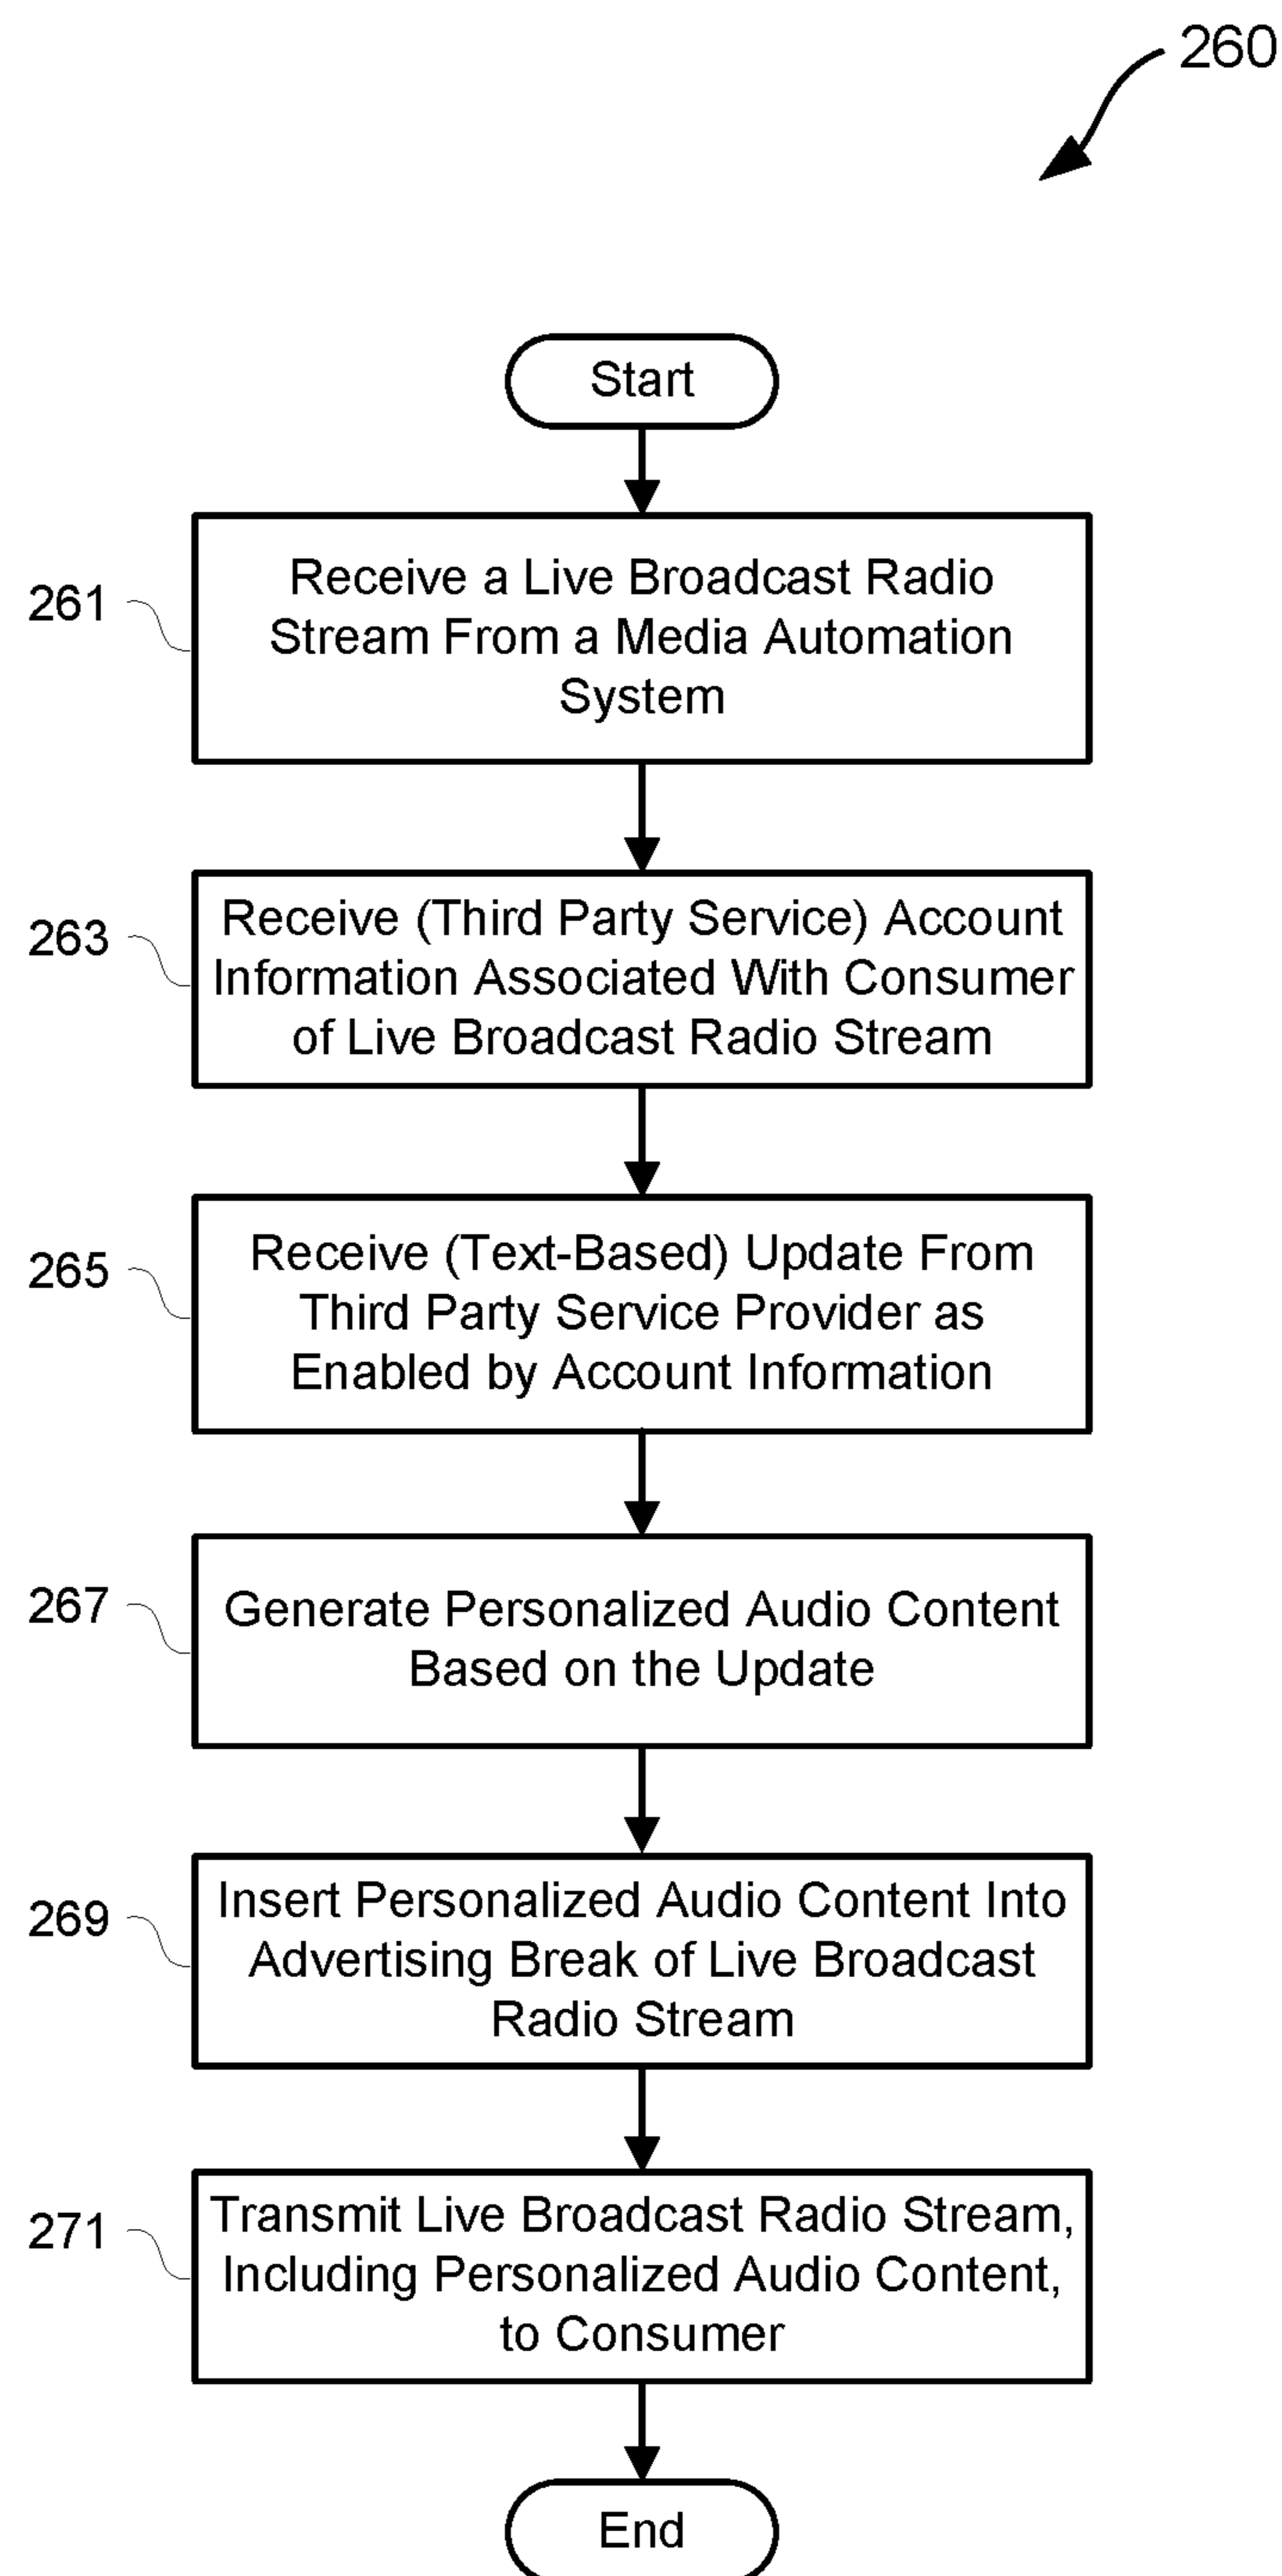 260
Start
261
Receive a Live Broadcast Radio
Stream From a Media Automation
System
263
Receive (Third Party Service) Account
Information Associated With Consumer
of Live Broadcast Radio Stream
265
Receive (Text-Based) Update From
Third Party Service Provider as
Enabled by Account Information
267
Generate Personalized Audio Content
Based on the Update
269
Insert Personalized Audio Content Into
Advertising Break of Live Broadcast
Radio Stream
271
Transmit Live Broadcast Radio Stream,
Including Personalized Audio Content,
to Consumer
End